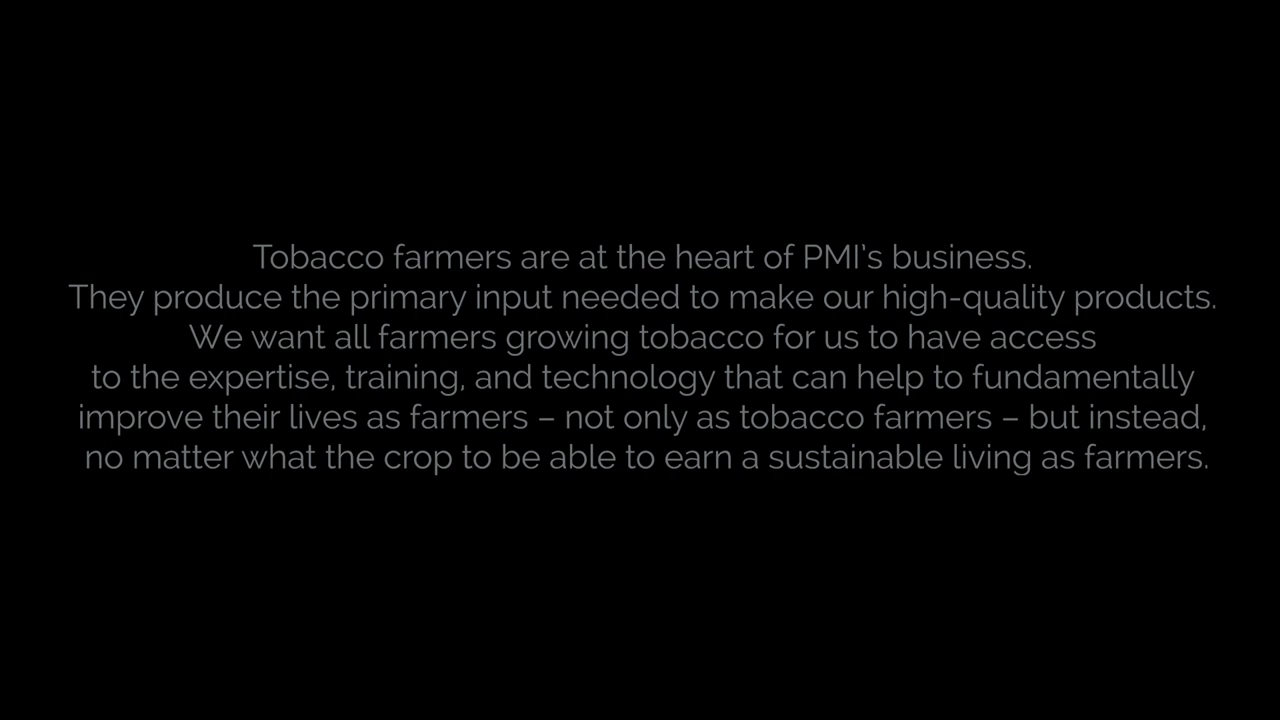 Tobacco farmers are at the heart of PMI's business.
They produce the primary input needed to make our high-quality products.
We want all farmers growing tobacco for us to have access
to the expertise, training, and technology that can help to fundamentally
improve their lives as farmers – not only as tobacco farmers – but instead,
no matter what the crop to be able to earn a sustainable living as farmers.